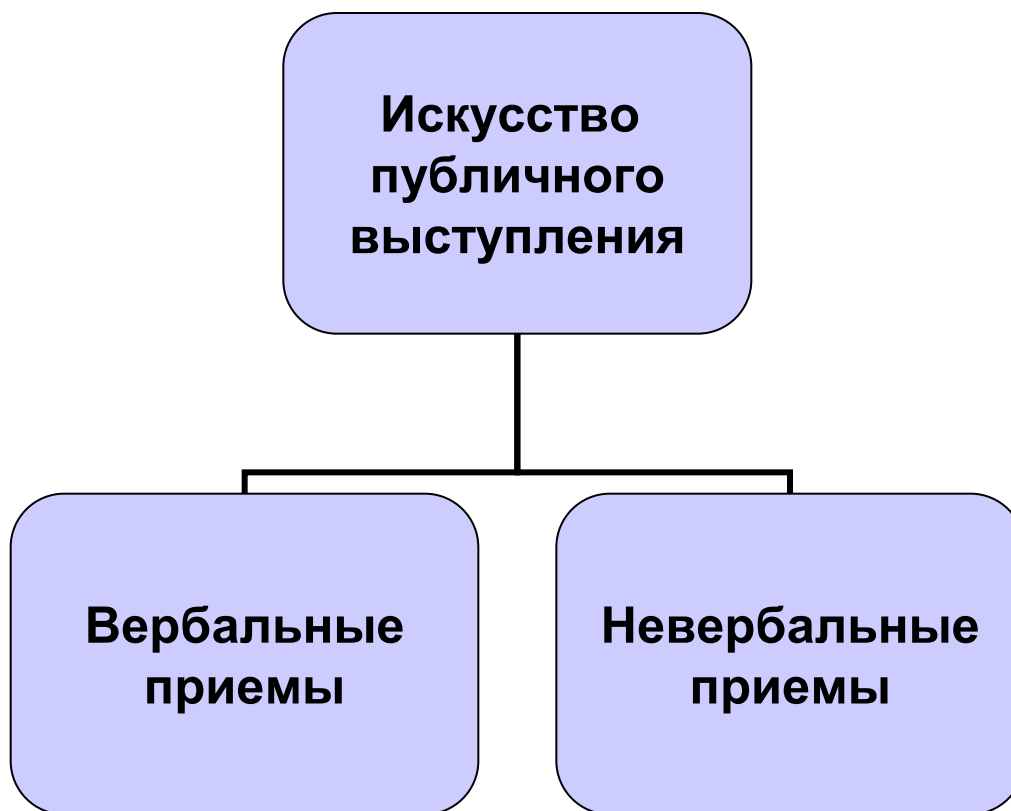 Искусство
публичного
выступления
Вербальные
приемы
Невербальные
приемы